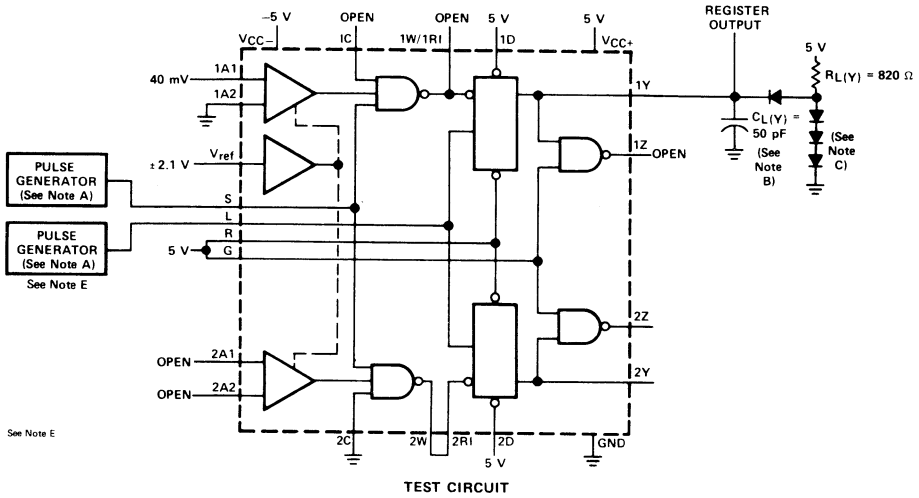 −5 V
OPEN
OPEN
5 V
5 V
REGISTER
OUTPUT
VCC−
IC
1W/1RI
1D
VCC+
5 V
RL(Y) = 820 Ω
40 mV
1A1
1A2
1Y
CL(Y) =
50 pF
(See
Note
B)
(See
Note
C)
±2.1 V
Vref
1Z
OPEN
PULSE
GENERATOR
(See Note A)
S
L
PULSE
GENERATOR
(See Note A)
See Note E
R
5 V
G
2Z
OPEN
2A1
2Y
OPEN
2A2
See Note E
2C
2W
2RI
2D
GND
5 V
TEST CIRCUIT